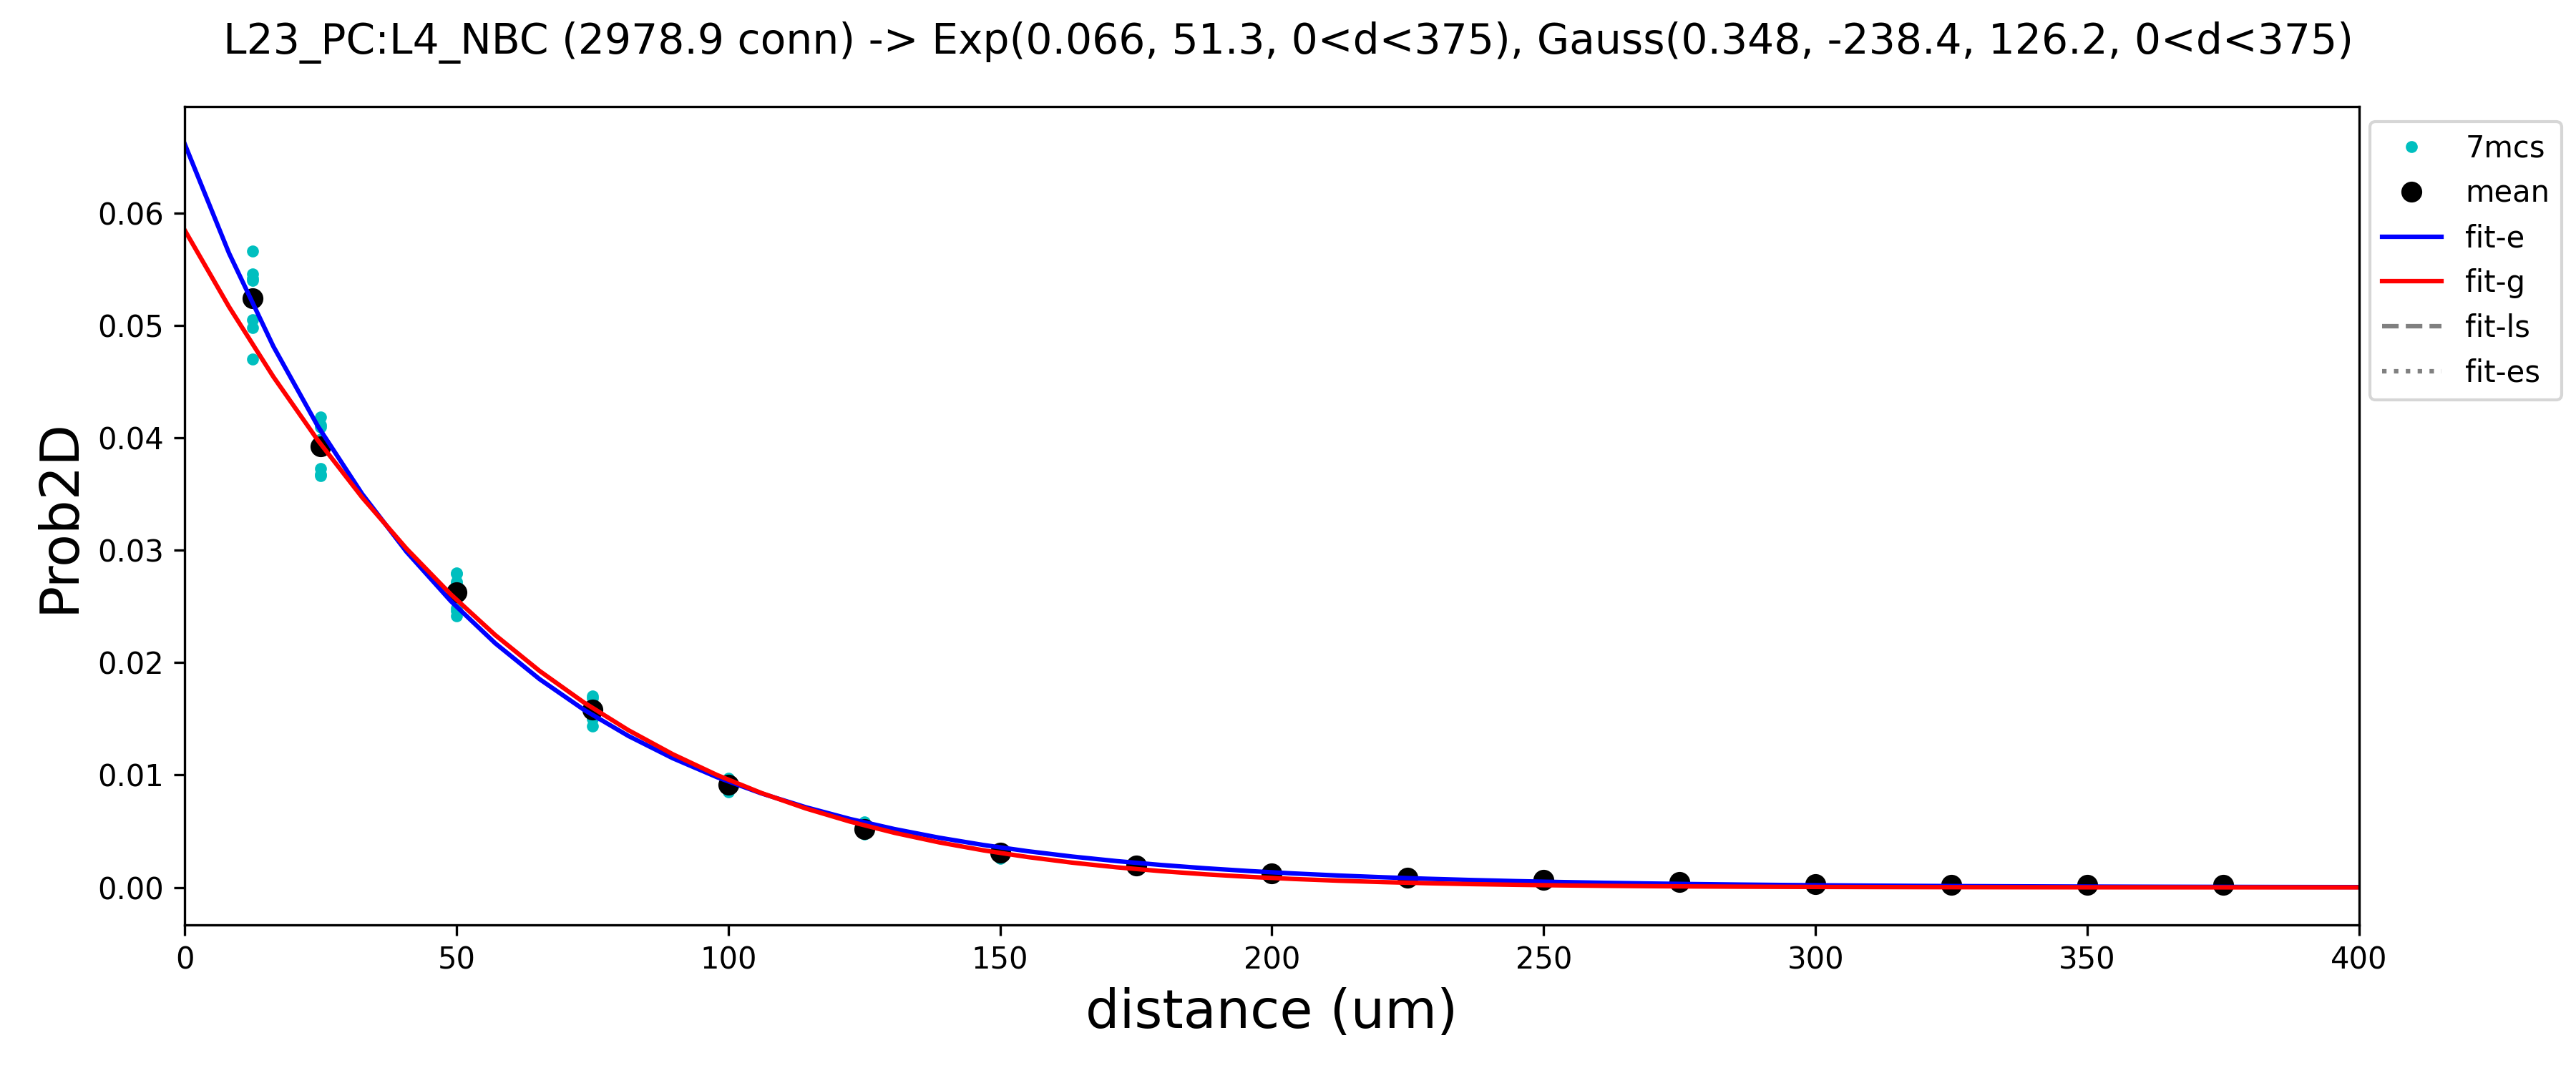 L23_PC:L4_NBC (2978.9 conn) -> Exp(0.066, 51.3, 0<d<375), Gauss(0.348, -238.4, 126.2, 0<d<375)
7mcs
mean
fit-e
fit-g
fit-ls
fit-es
Prob2D
0.06
0.05
0.04
0.03
0.02
0.01
0.00
0 50 100 150 200 250 300 350 400
distance (um)